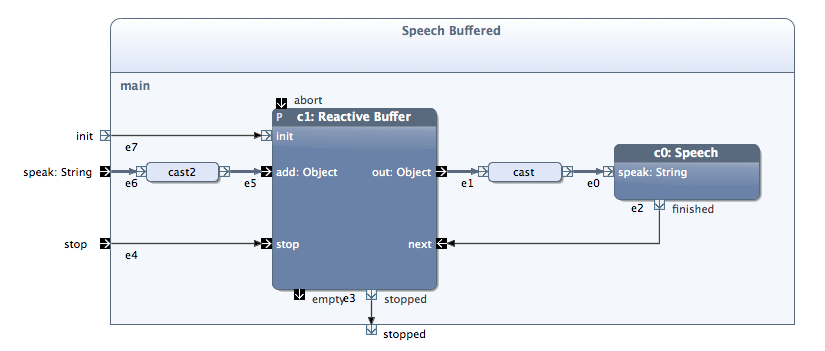 Speech Buffered
main
abort
P c1: Reactive Buffer
init
e7
init
c0: Speech
speak: String
e6
cast2
e5
add: Object
out: Object
e1
cast
e0
speak: String
e2
finished
stop
e4
stop
next
empty
e3
stopped
stopped